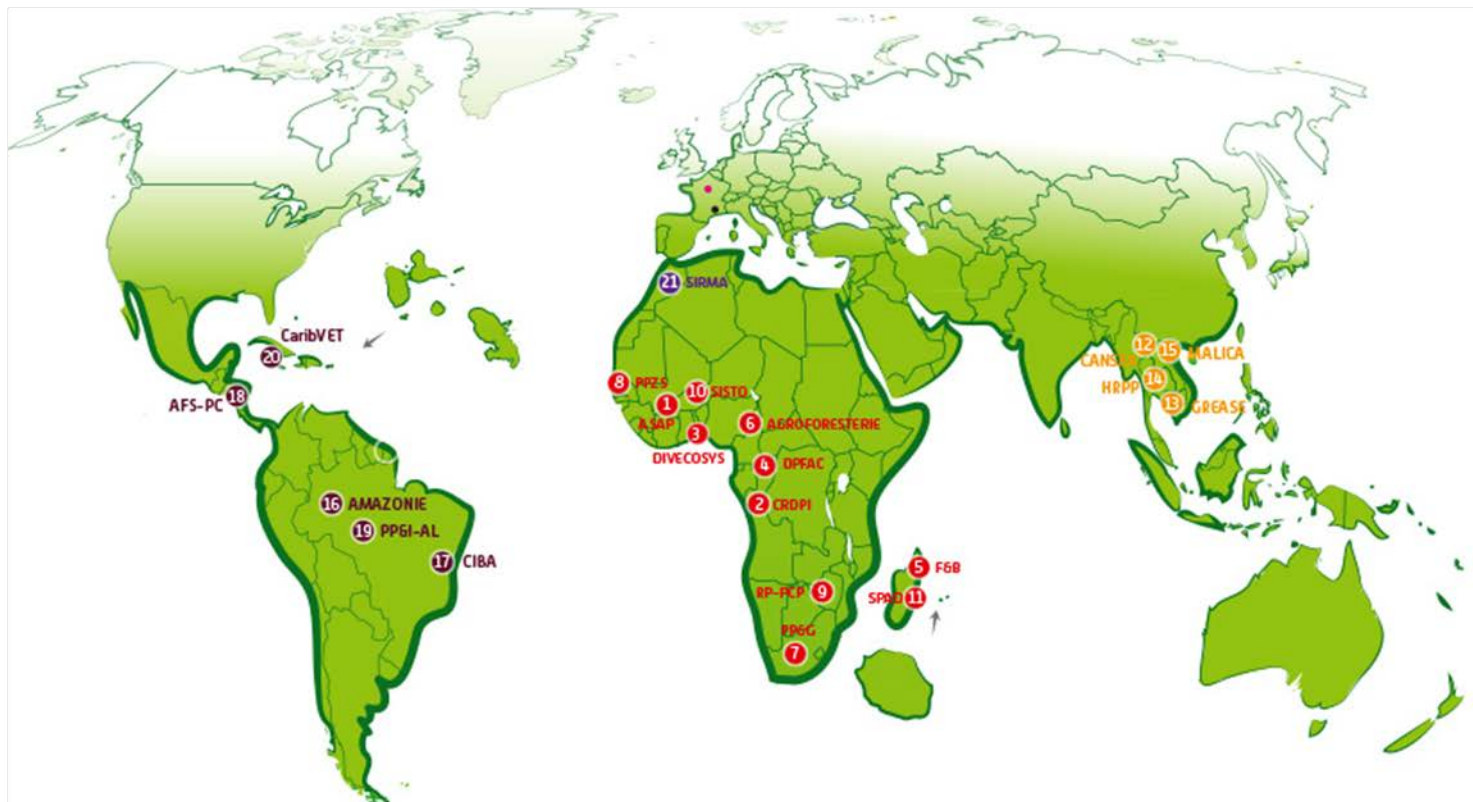 21 SIRMA
CaribVET
20
12
15 MALICA
HRPP 14
8 PPZS
10 SISTO
18
AFS-PC
1
ASAP
13 GREASE
6 AGROFORESTERIE
3
DIVECOSYS
4 DPFAC
16 AMAZONIE
2 CRDPI
19 PP&I-AL
17 CIBA
5 F&B
RP-PCP 9
SPAD 11
PP&G
7